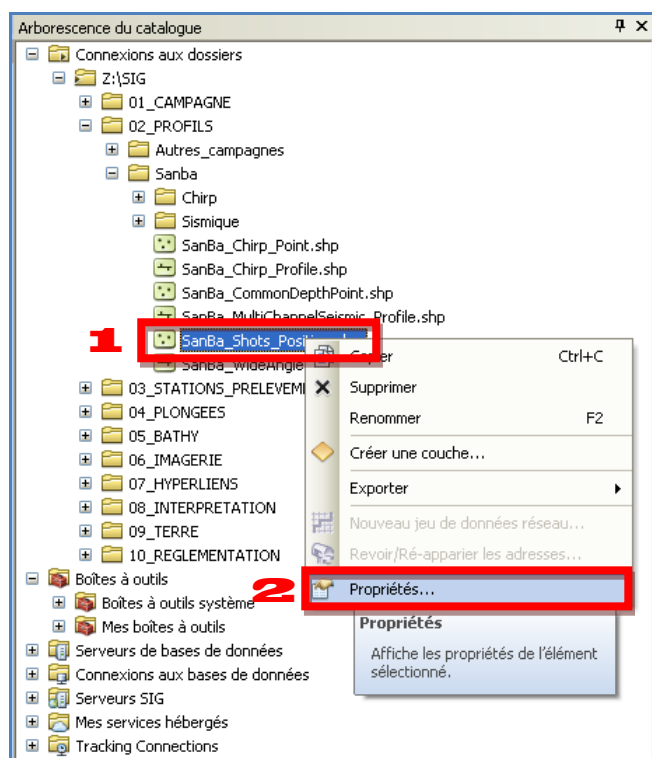 Arborescence du catalogue
Connexions aux dossiers
Z:\SIG
01_CAMPAGNE
02_PROFILS
Autres_campagnes
Sanba
Chirp
Sismique
SanBa_Chirp_Point.shp
SanBa_Chirp_Profile.shp
SanBa_CommonDepthPoint.shp
SanBa_MultiChannelSeismic_Profile.shp
1
SanBa_Shots_Positi
SanBa_WideAngle
03_STATIONS_PRELEVEM
04_PLONGEES
05_BATHY
06_IMAGERIE
07_HYPERLIENS
08_INTERPRETATION
09_TERRE
10_REGLEMENTATION
Boîtes à outils
Boîtes à outils système
Mes boîtes à outils
Serveurs de bases de données
Connexions aux bases de données
Serveurs SIG
Mes services hébergés
Tracking Connections
Copier Ctrl+C
Supprimer
Renommer F2
Créer une couche...
Exporter
Nouveau jeu de données réseau...
Revoir/Ré-apparier les adresses...
2
Propriétés...
Propriétés
Affiche les propriétés de l'élément
sélectionné.